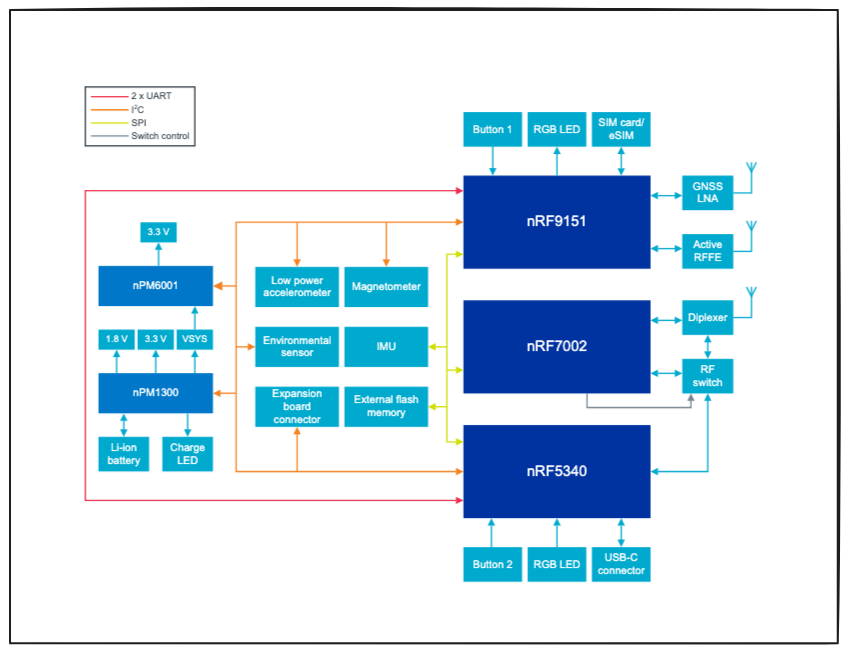 2 x UART
I²C
SPI
Switch control
Button 1
RGB LED
SIM card/
eSIM
nRF9151
GNSS
LNA
Active
RFFE
3.3 V
nPM6001
Low power
accelerometer
Magnetometer
nRF7002
Diplexer
RF
switch
1.8 V
3.3 V
VSYS
Environmental
sensor
IMU
nPM1300
Expansion
board
connector
External flash
memory
Li-ion
battery
Charge
LED
nRF5340
Button 2
RGB LED
USB-C
connector